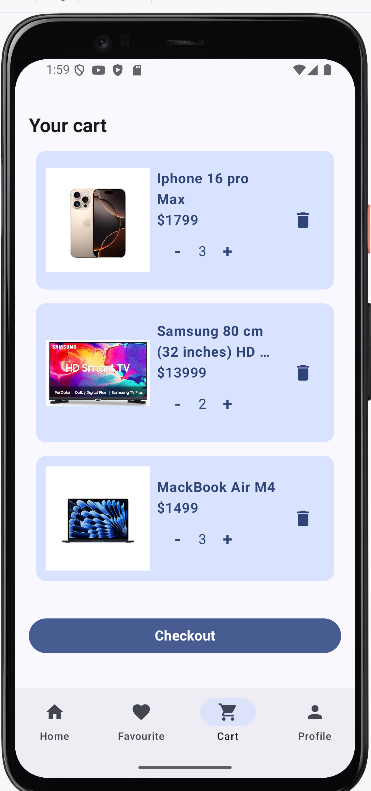 1:59
Your cart
Iphone 16 pro
Max
$1799
- 3 +
SAMSUNG
HD Smart TV
Samsung 80 cm
(32 inches) HD ...
$13999
- 2 +
MackBook Air M4
$1499
- 3 +
Checkout
Home
Favourite
Cart
Profile